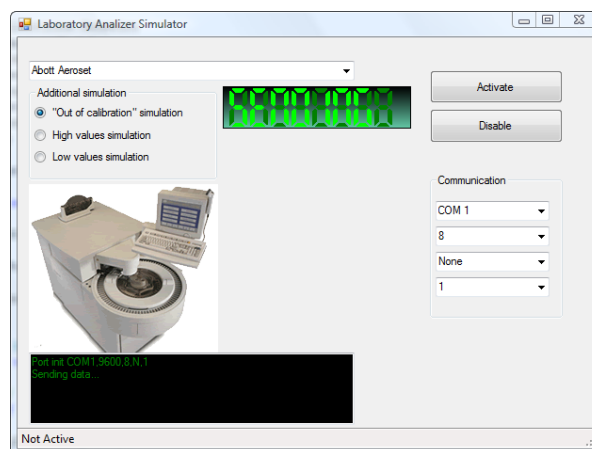 Laboratory Analizer Simulator
Abott Aeroset
Additional simulation
"Out of calibration" simulation
High values simulation
Low values simulation
SENDING
Activate
Disable
Communication
COM 1
8
None
1
Port init COM1,9600,8,N,1
Sending data...
Not Active